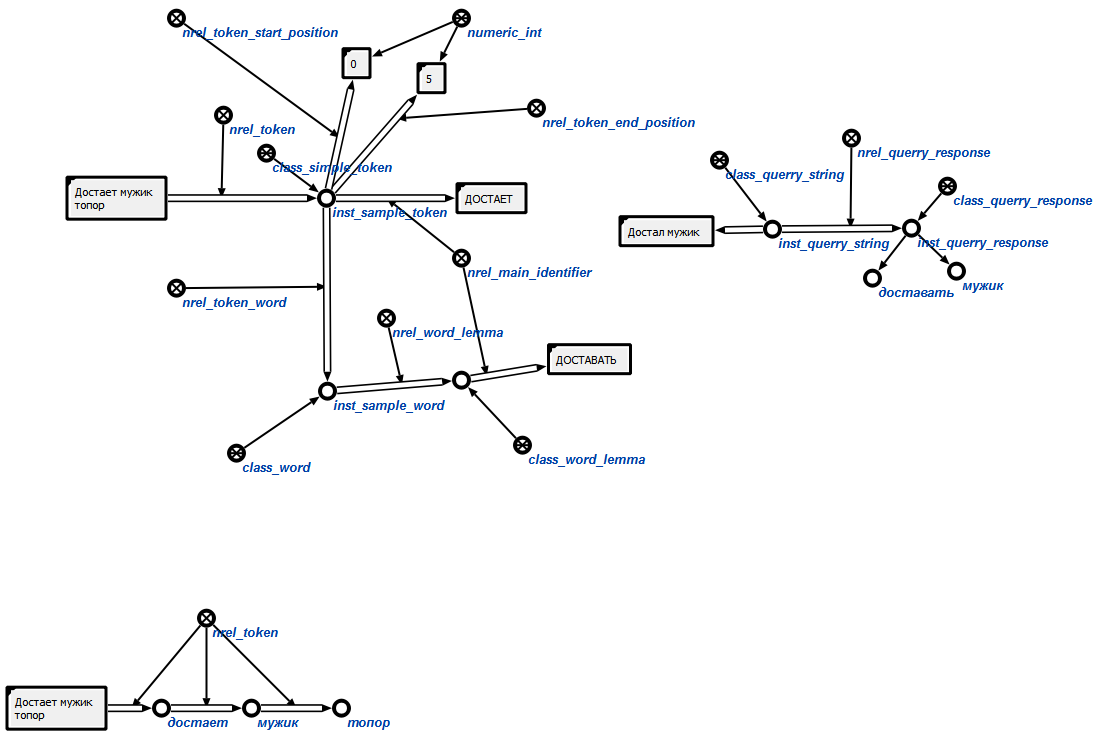 nrel_token_start_position
numeric_int
0
5
nrel_token
nrel_token_end_position
class_simple_token
Достает мужик
топор
inst_sample_token
ДОСТАЕТ
nrel_main_identifier
nrel_token_word
nrel_word_lemma
ДОСТАВАТЬ
inst_sample_word
class_word
class_word_lemma
nrel_querry_response
class_querry_string
class_querry_response
Достал мужик
inst_querry_string
inst_querry_response
доставать
мужик
nrel_token
Достает мужик
топор
достает
мужик
топор